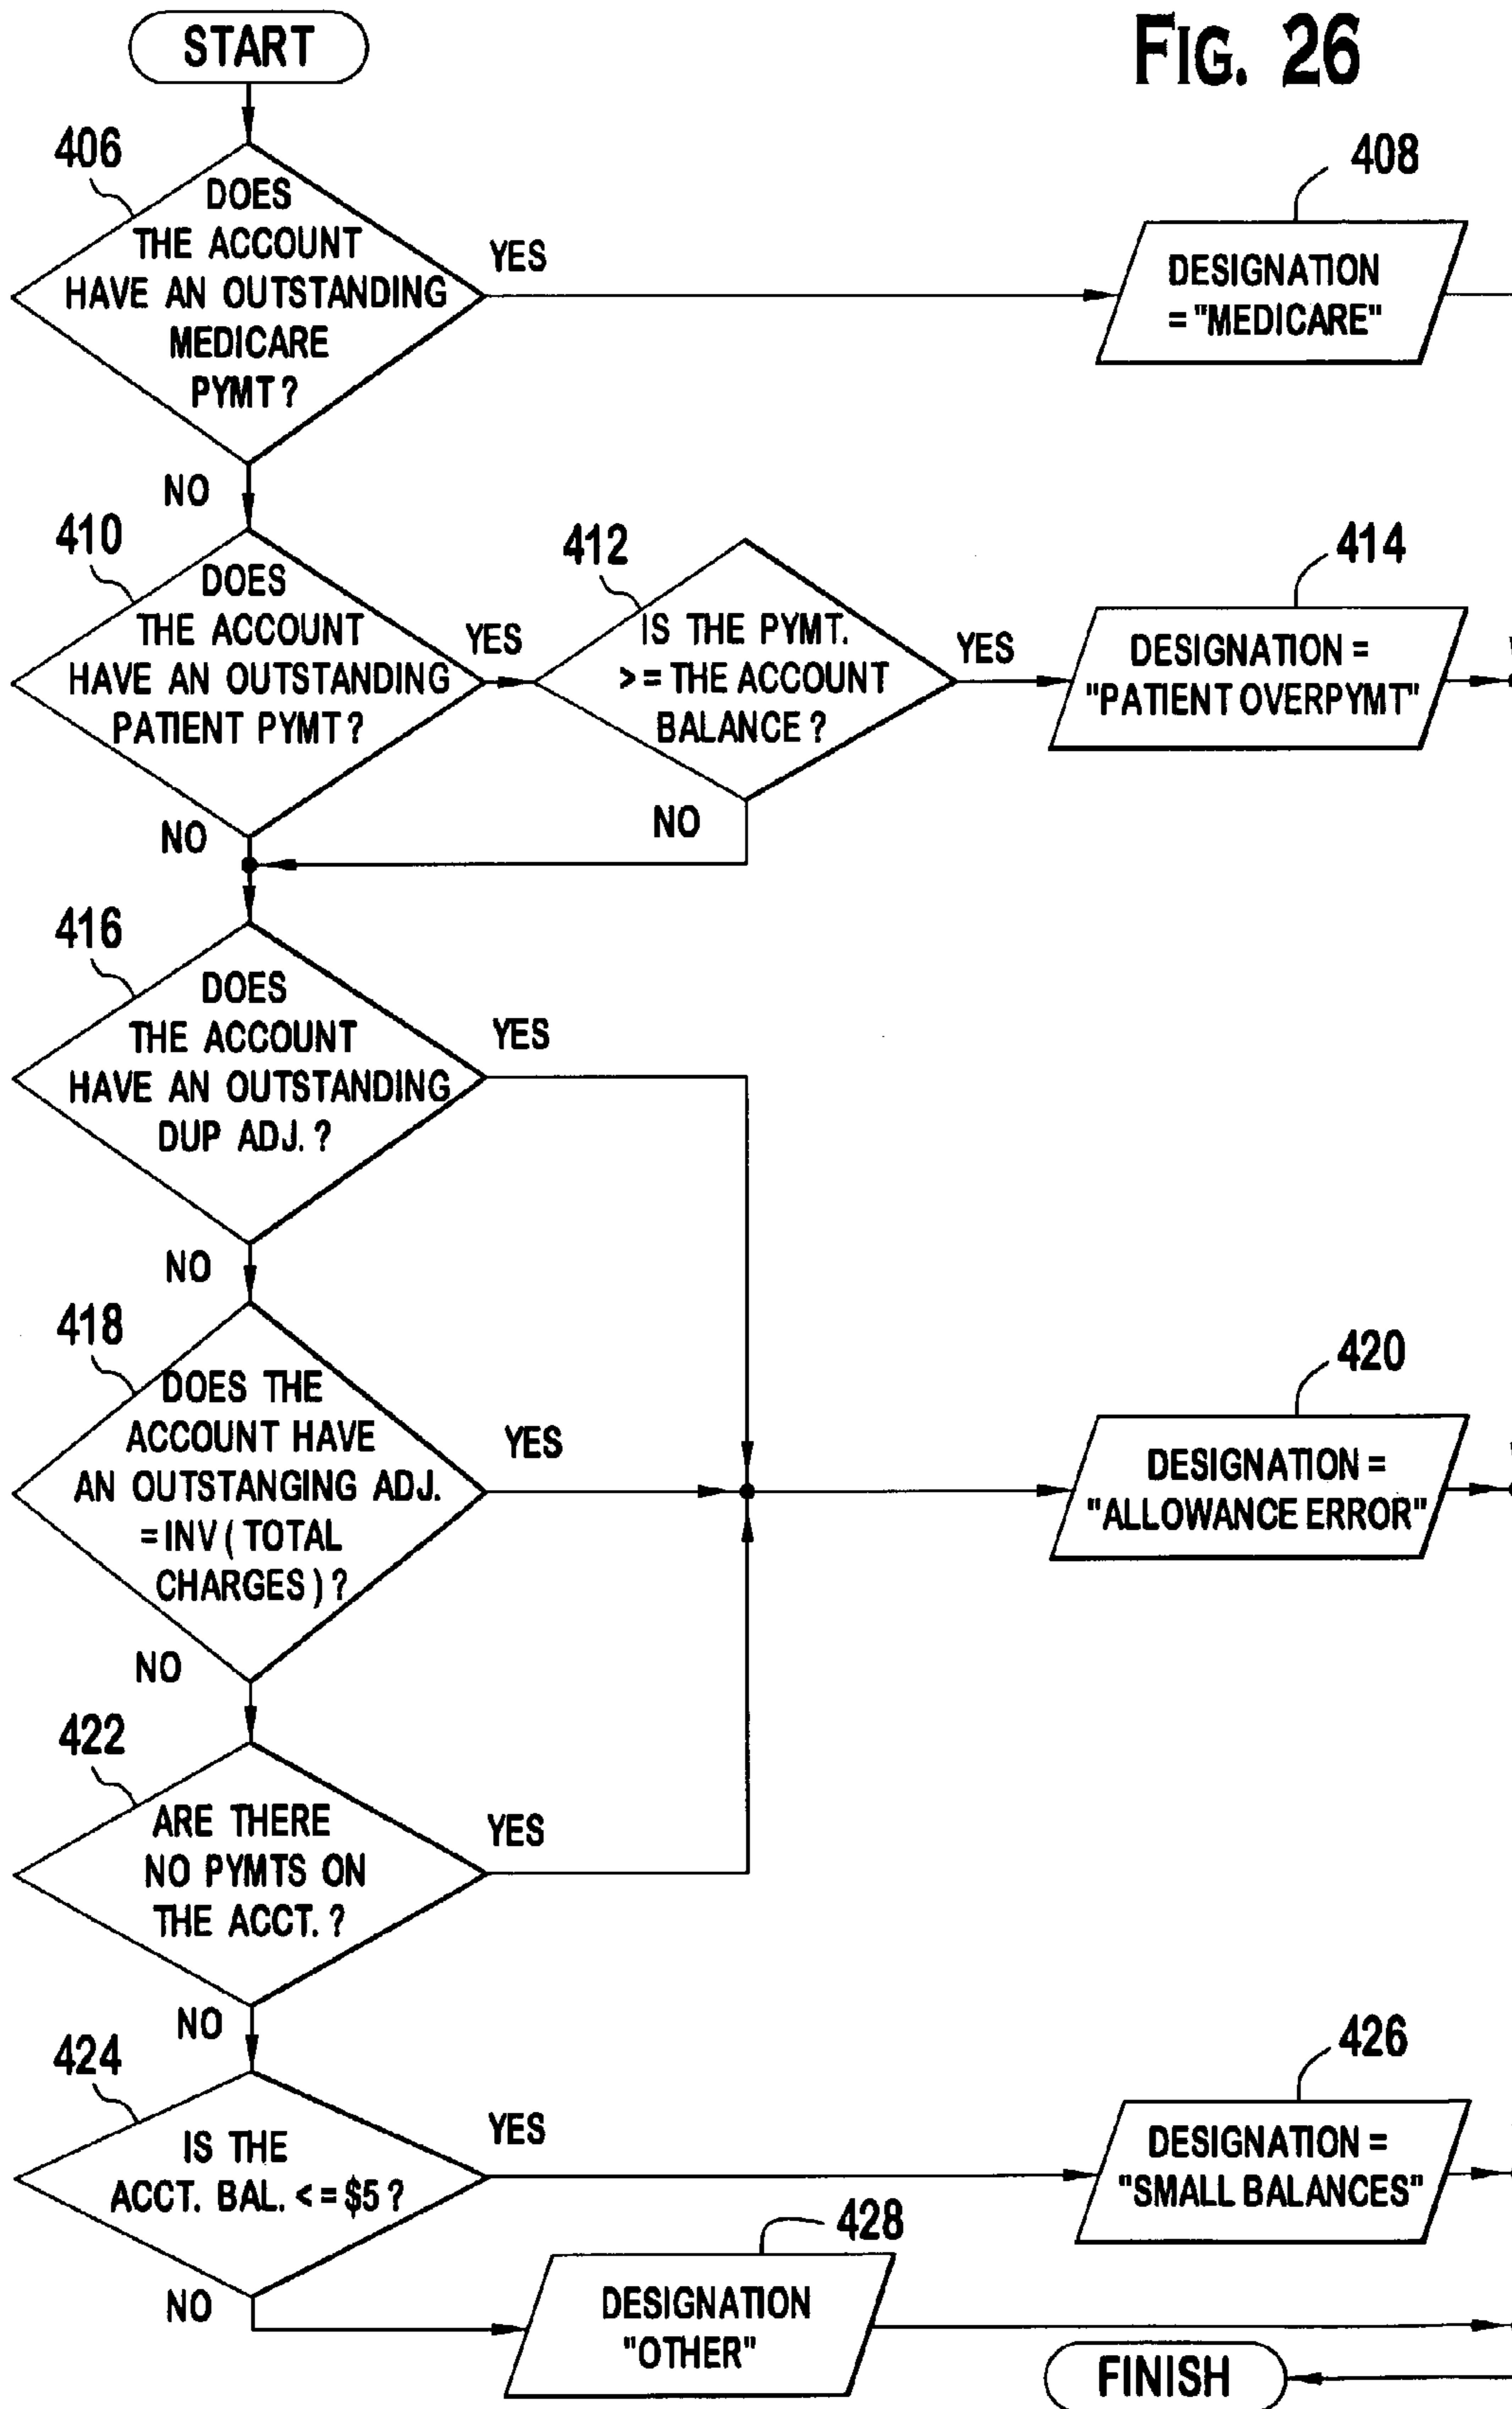 START
FIG. 26
406
DOES
THE ACCOUNT
HAVE AN OUTSTANDING
MEDICARE
PYMT?
YES
408
DESIGNATION
= "MEDICARE"
NO
410
DOES
THE ACCOUNT
HAVE AN OUTSTANDING
PATIENT PYMT?
YES
412
IS THE PYMT.
>= THE ACCOUNT
BALANCE?
YES
414
DESIGNATION =
"PATIENT OVERPYMT"
NO
NO
416
DOES
THE ACCOUNT
HAVE AN OUTSTANDING
DUP ADJ.?
YES
NO
418
DOES THE
ACCOUNT HAVE
AN OUTSTANGING ADJ.
=INV(TOTAL
CHARGES)?
YES
420
DESIGNATION =
"ALLOWANCE ERROR"
NO
422
ARE THERE
NO PYMTS ON
THE ACCT.?
YES
NO
424
IS THE
ACCT. BAL. <=$5?
YES
426
DESIGNATION =
"SMALL BALANCES"
NO
428
DESIGNATION
"OTHER"
FINISH